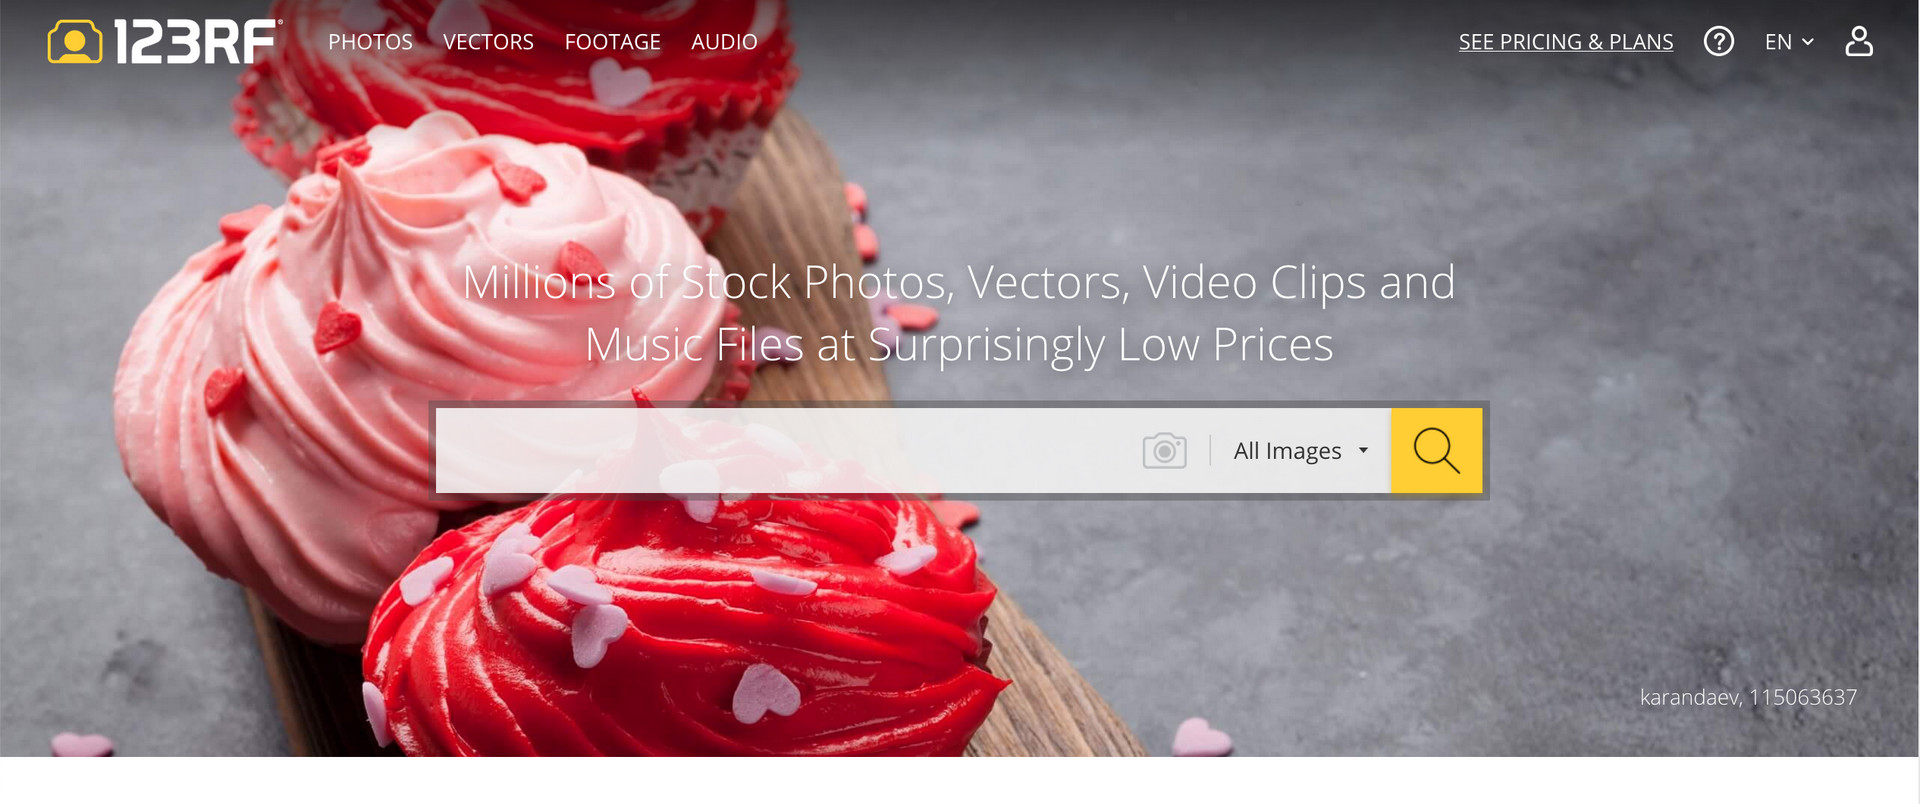 123RF®
PHOTOS VECTORS FOOTAGE AUDIO
SEE PRICING & PLANS ? EN
Millions of Stock Photos, Vectors, Video Clips and
Music Files at Surprisingly Low Prices
All Images
karandaev, 115063637